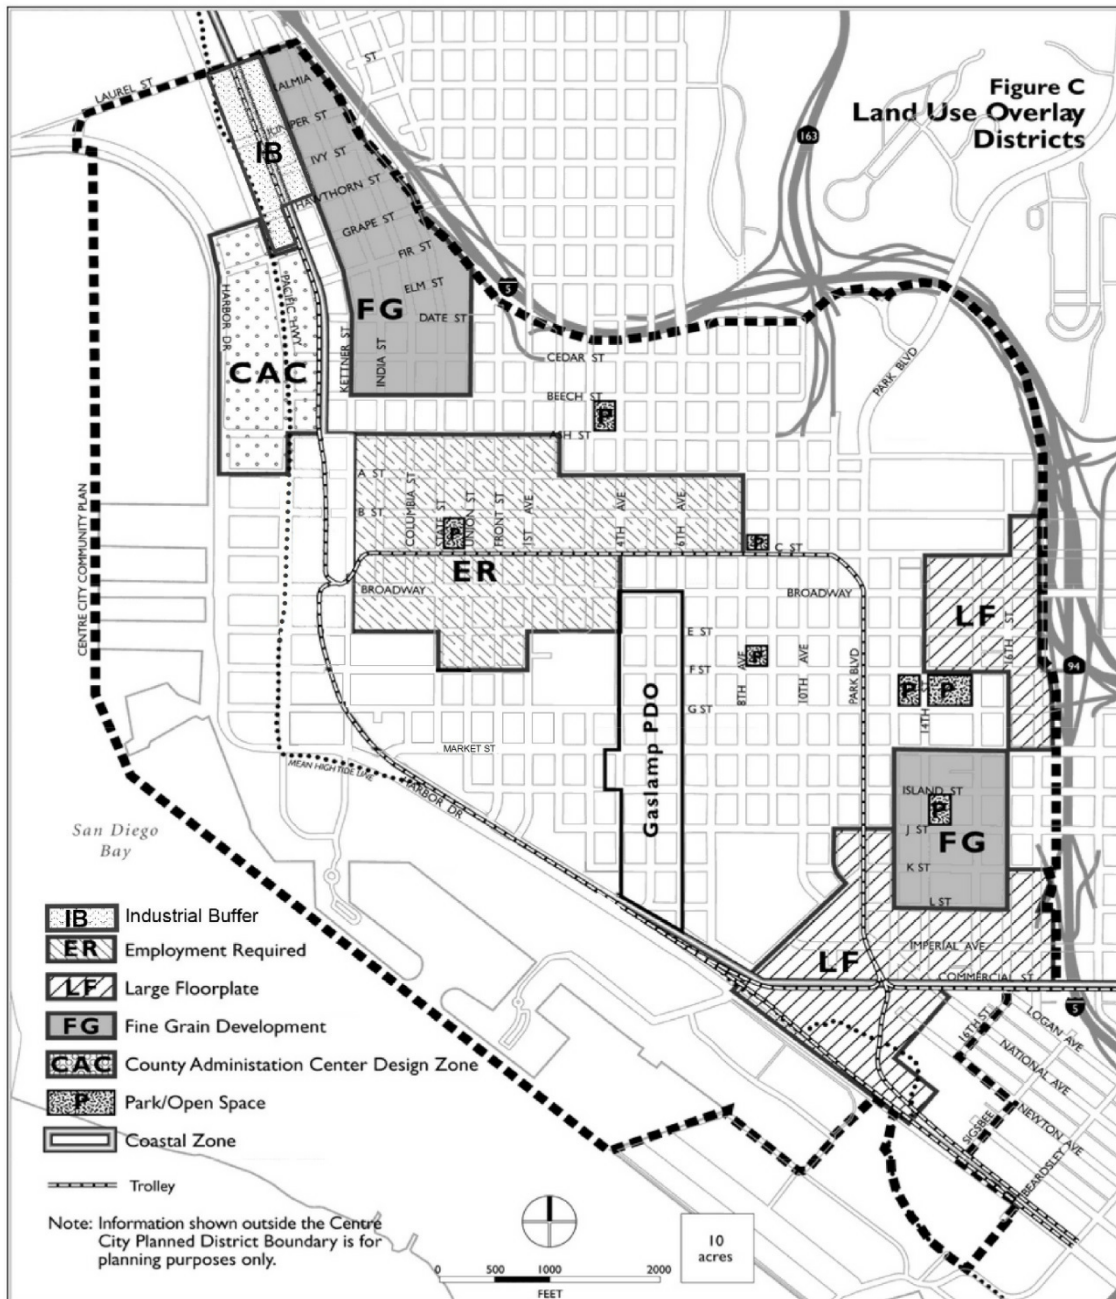 Figure C
Land Use Overlay
Districts
LAUREL ST
ST
163
JUNIPER ST
IB
IVY ST
HAWTHORN ST
GRAPE ST
FIR ST
ELM ST
5
HARBOR DR
PACIFIC HWY
FG
DATE ST
KETTNER ST
INDIA ST
CEDAR ST
PARK BLVD
CAC
BEECH ST
P
ASH ST
A ST
B ST
COLUMBIA ST
STATE ST
UNION ST
FRONT ST
1ST AVE
4TH AVE
6TH AVE
P
P
C ST
CENTRE CITY COMMUNITY PLAN
ER
BROADWAY
BROADWAY
LF
16TH ST
E ST
F ST
G ST
8TH AVE
P
10TH AVE
PARK BLVD
94
P
P
14TH
Gaslamp PDO
MARKET ST
MEAN HIGH TIDE LINE
HARBOR DR
ISLAND ST
P
J ST
FG
K ST
L ST
San Diego
Bay
IMPERIAL AVE
LF
COMMERCIAL ST
5
16TH ST
LOGAN AVE
NATIONAL AVE
NEWTON AVE
SIGSBEE
BEARDSLEY
IB Industrial Buffer
ER Employment Required
LF Large Floorplate
FG Fine Grain Development
CAC County Administation Center Design Zone
P Park/Open Space
Coastal Zone
Trolley
Note: Information shown outside the Centre
City Planned District Boundary is for
planning purposes only.
0 500 1000 2000
FEET
10
acres